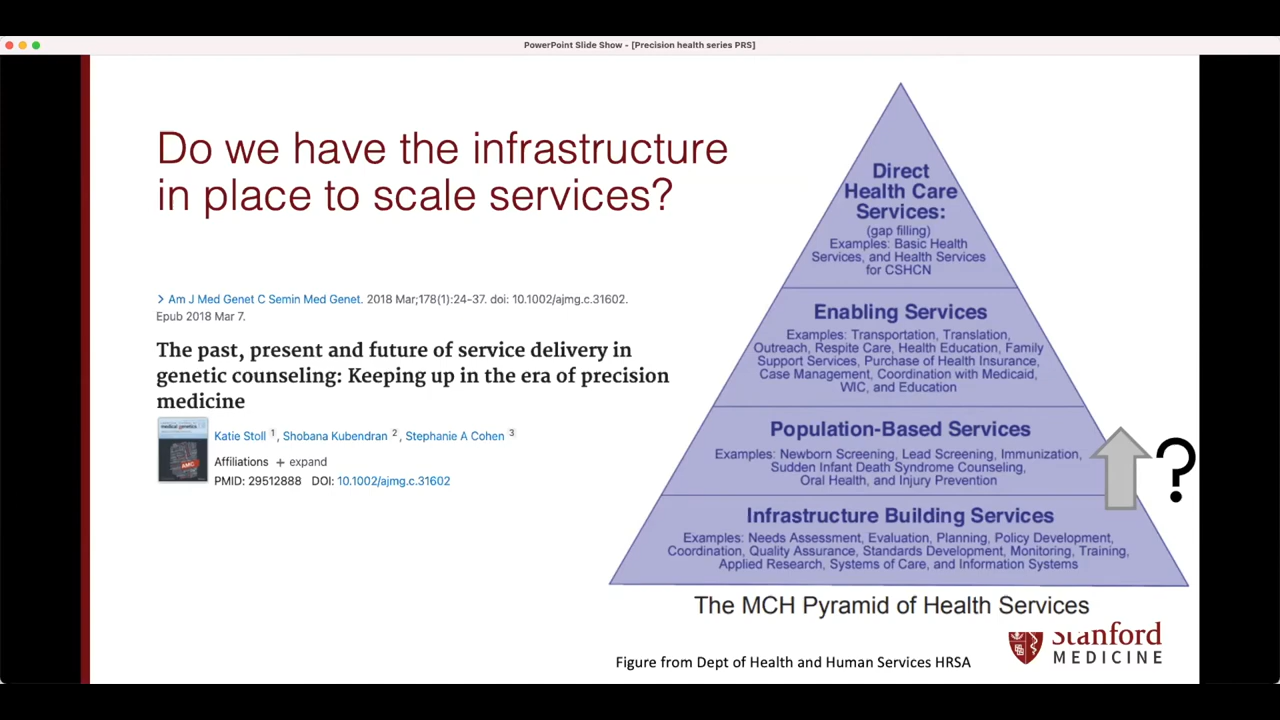 PowerPoint Slide Show - [Precision health series PRS]
Do we have the infrastructure
in place to scale services?
> Am J Med Genet C Semin Med Genet. 2018 Mar;178(1):24-37. doi: 10.1002/ajmg.c.31602.
Epub 2018 Mar 7.
The past, present and future of service delivery in
genetic counseling: Keeping up in the era of precision
medicine
Katie Stoll 1, Shobana Kubendran 2, Stephanie A Cohen 3
Affiliations + expand
PMID: 29512888 DOI: 10.1002/ajmg.c.31602
Direct
Health Care
Services:
(gap filling)
Examples: Basic Health
Services, and Health Services
for CSHCN
Enabling Services
Examples: Transportation, Translation,
Outreach, Respite Care, Health Education, Family
Support Services, Purchase of Health Insurance,
Case Management, Coordination with Medicaid,
WIC, and Education
Population-Based Services
Examples: Newborn Screening, Lead Screening, Immunization,
Sudden Infant Death Syndrome Counseling,
Oral Health, and Injury Prevention
?
Infrastructure Building Services
Examples: Needs Assessment, Evaluation, Planning, Policy Development,
Coordination, Quality Assurance, Standards Development, Monitoring, Training,
Applied Research, Systems of Care, and Information Systems
The MCH Pyramid of Health Services
Figure from Dept of Health and Human Services HRSA
Stanford
MEDICINE